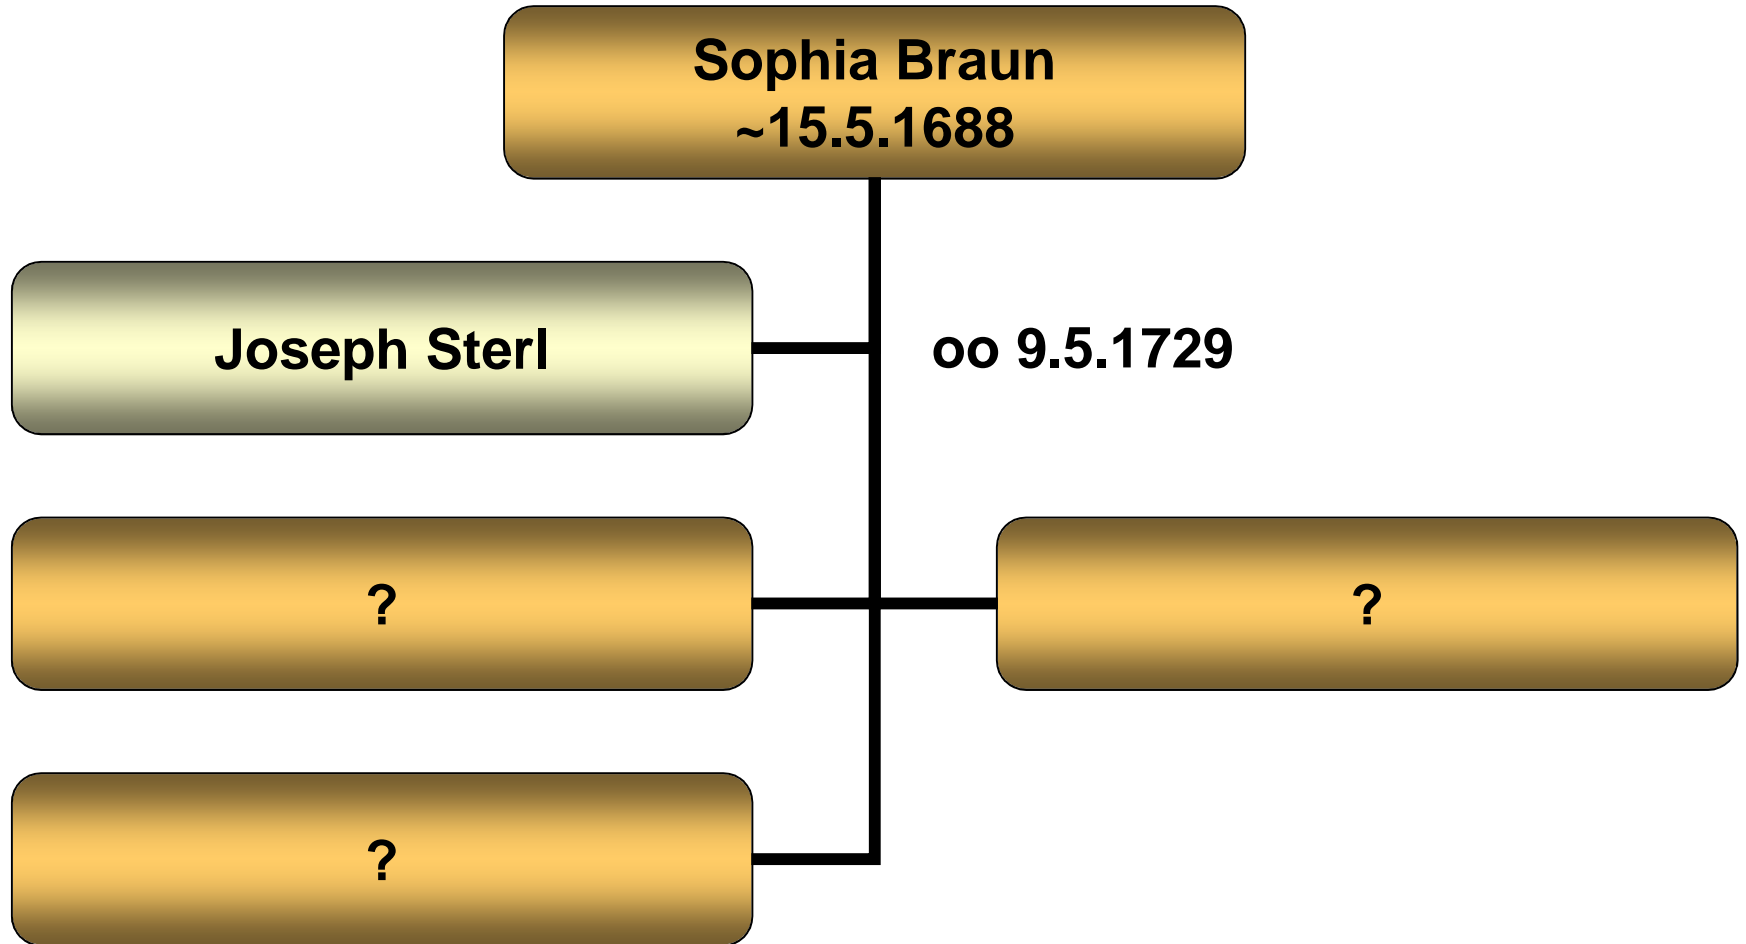 Sophia Braun
~15.5.1688
Joseph Sterl
oo 9.5.1729
?
?
?